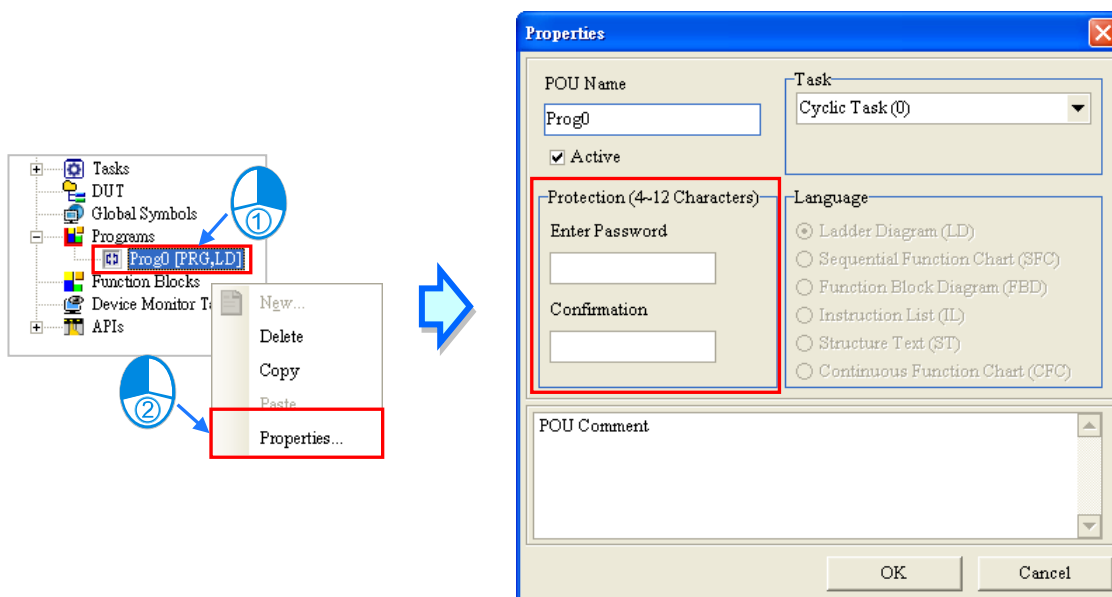 Tasks
DUT
Global Symbols
①
Programs
Prog0 [PRG,LD]
Function Blocks
Device Monitor Ta
APIs
New...
Delete
Copy
Paste
②
Properties...
Properties
POU Name
Prog0
Active
Task
Cyclic Task (0)
Protection (4~12 Characters)
Enter Password
Confirmation
Language
Ladder Diagram (LD)
Sequential Function Chart (SFC)
Function Block Diagram (FBD)
Instruction List (IL)
Structure Text (ST)
Continuous Function Chart (CFC)
POU Comment
OK
Cancel